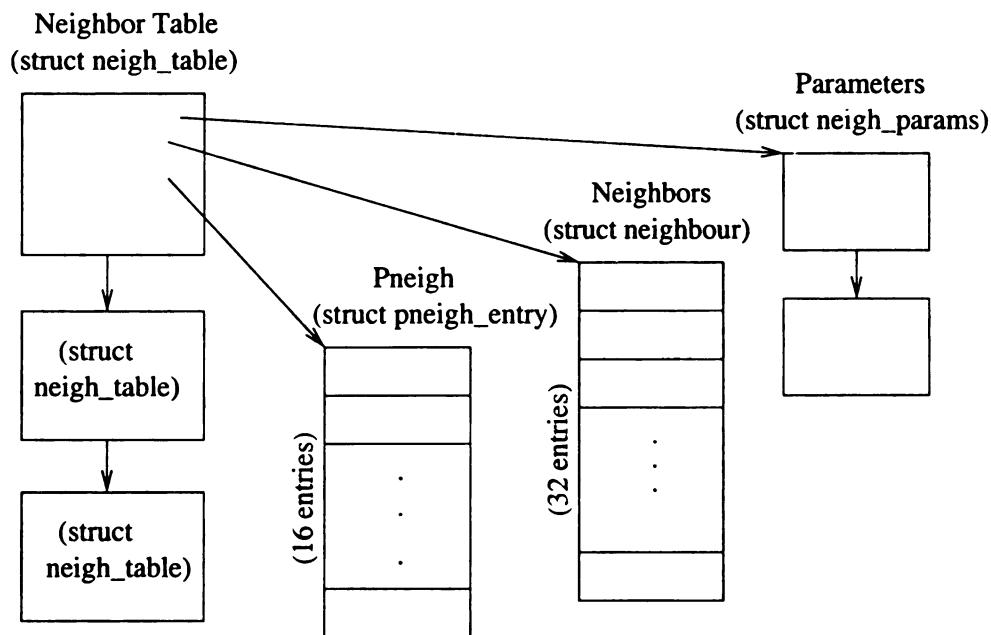 Neighbor Table
(struct neigh_table)
Parameters
(struct neigh_params)
Neighbors
(struct neighbour)
Pneigh
(struct pneigh_entry)
(struct
neigh_table)
(struct
neigh_table)
(16 entries)
(32 entries)